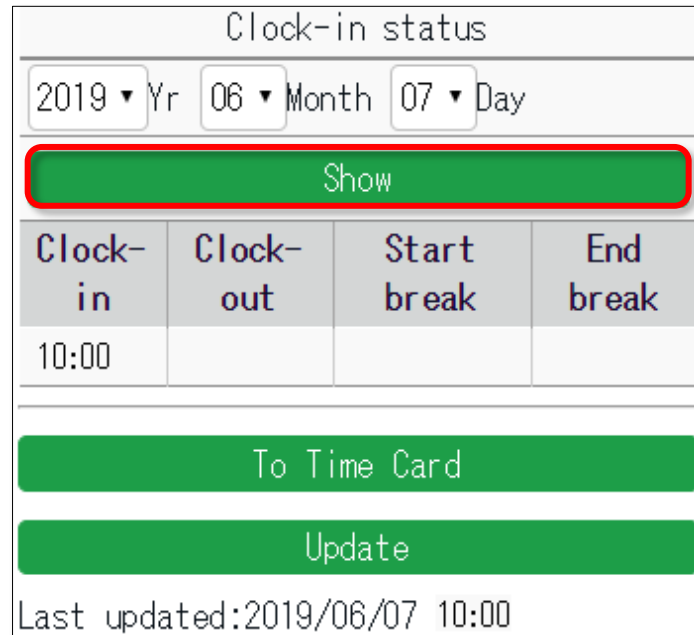 Clock-in status
2019 Yr 06 Month 07 Day
Show
Clock- Clock- Start End
in out break break
10:00
To Time Card
Update
Last updated:2019/06/07 10:00